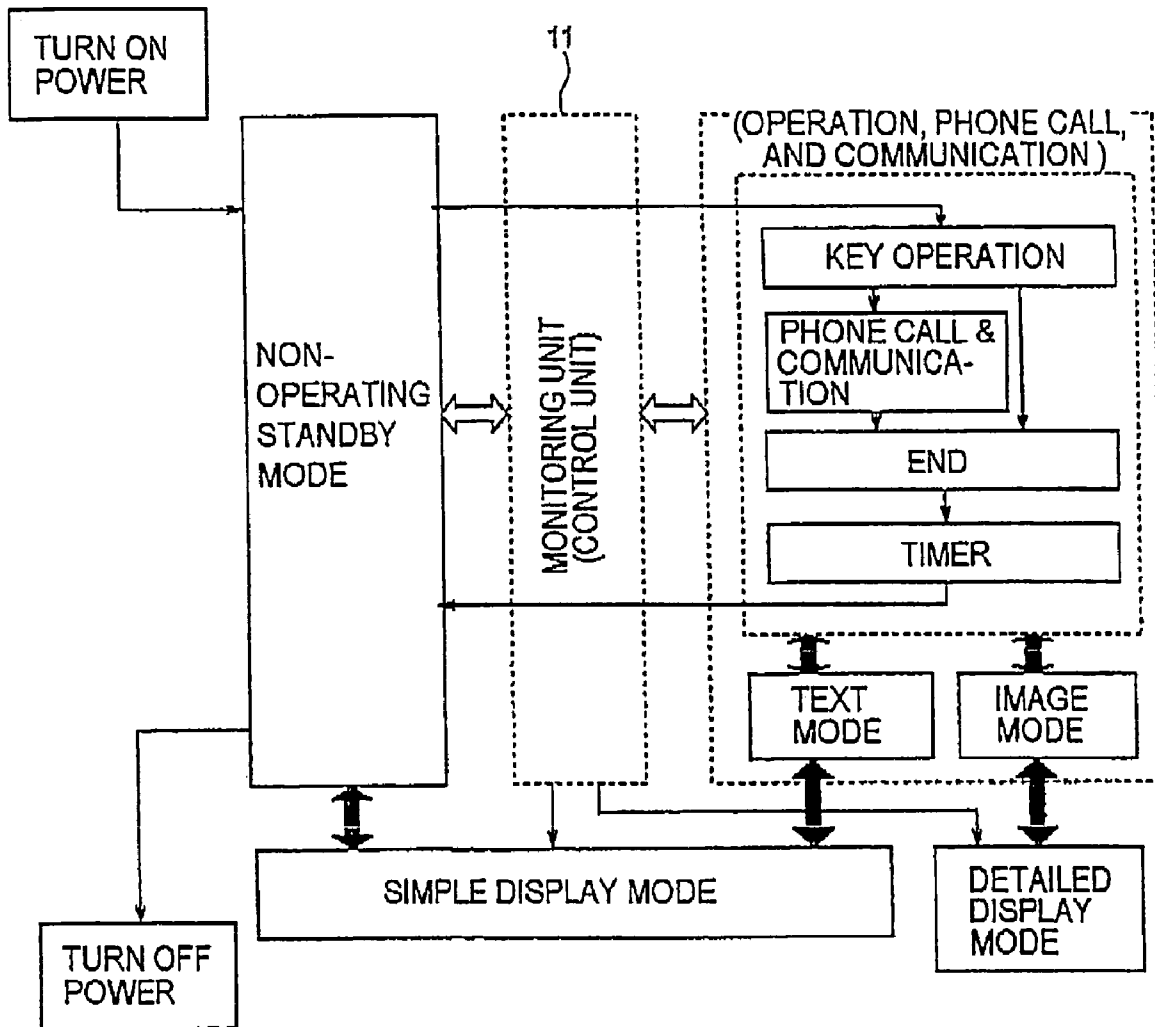 TURN ON
POWER
11
(OPERATION, PHONE CALL,
AND COMMUNICATION )
KEY OPERATION
PHONE CALL &
COMMUNICA-
TION
END
TIMER
NON-
OPERATING
STANDBY
MODE
MONITORING UNIT
(CONTROL UNIT)
TEXT
MODE
IMAGE
MODE
SIMPLE DISPLAY MODE
DETAILED
DISPLAY
MODE
TURN OFF
POWER